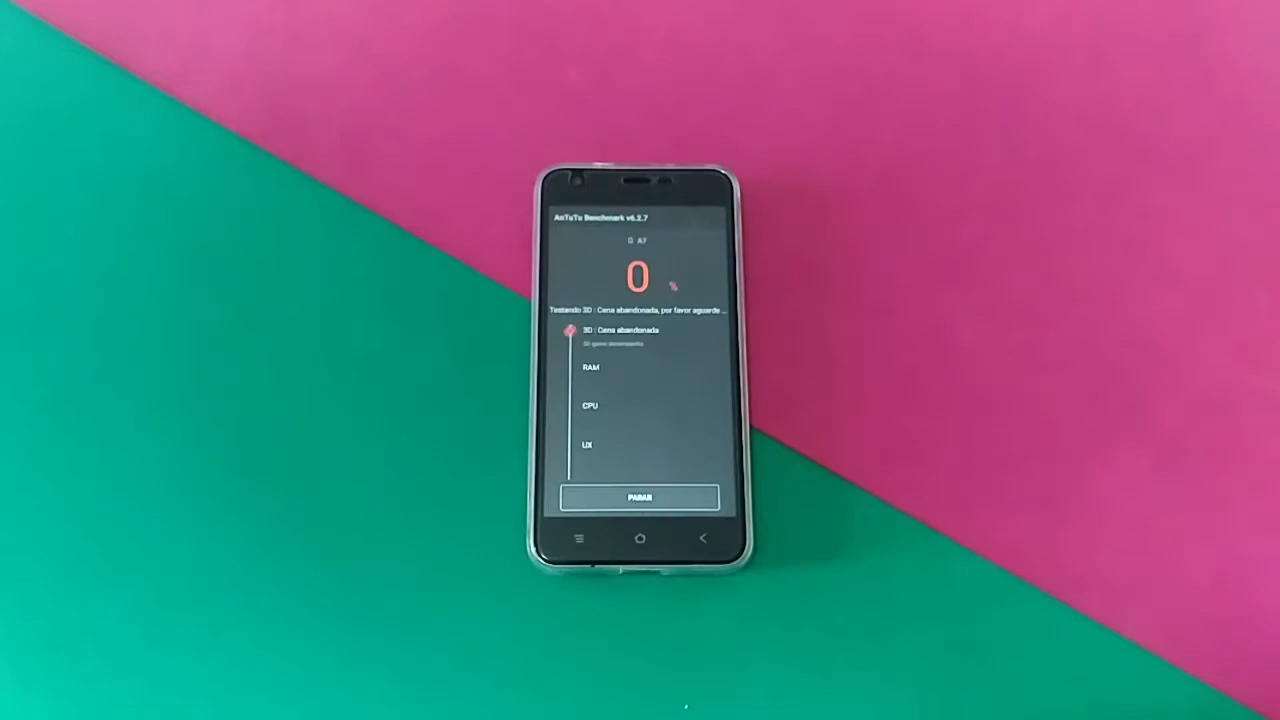 AnTuTu Benchmark v6.2.7
A7
0 %
Testando 3D : Cena abandonada, por favor aguarde ...
3D : Cena abandonada
RAM
CPU
UX
PARAR